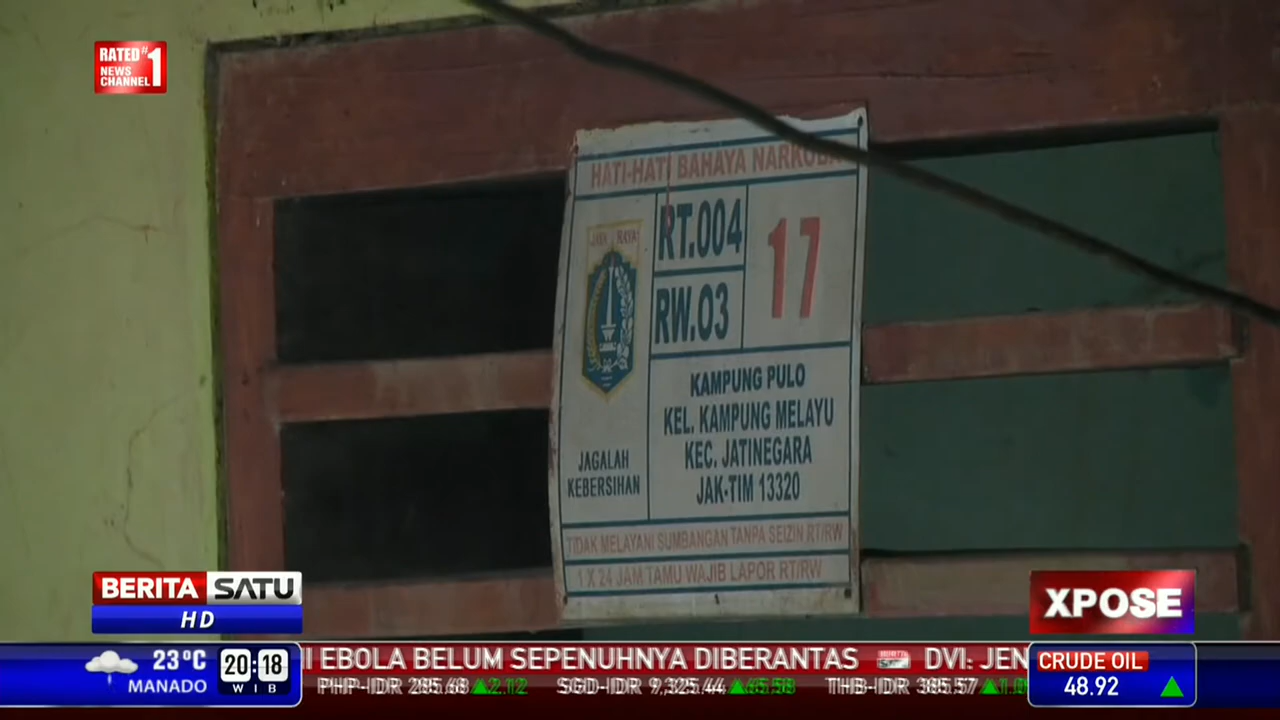 RATED #1
NEWS
CHANNEL
HATI-HATI BAHAYA NARKOBA
JAYA RAYA
RT.004
17
RW.03
KAMPUNG PULO
KEL. KAMPUNG MELAYU
KEC. JATINEGARA
JAK-TIM 13320
JAGALAH
KEBERSIHAN
TIDAK MELAYANI SUMBANGAN TANPA SEIZIN RT/RW
1 X 24 JAM TAMU WAJIB LAPOR RT/RW
BERITA SATU
HD
XPOSE
23°C
MANADO
20:18
WIB
EBOLA BELUM SEPENUHNYA DIBERANTAS
DVI: JEN
PHP-IDR 285.68 ▲2.12 SGD-IDR 9,325.44 ▲ THB-IDR 385.57 ▲
CRUDE OIL
48.92 ▲